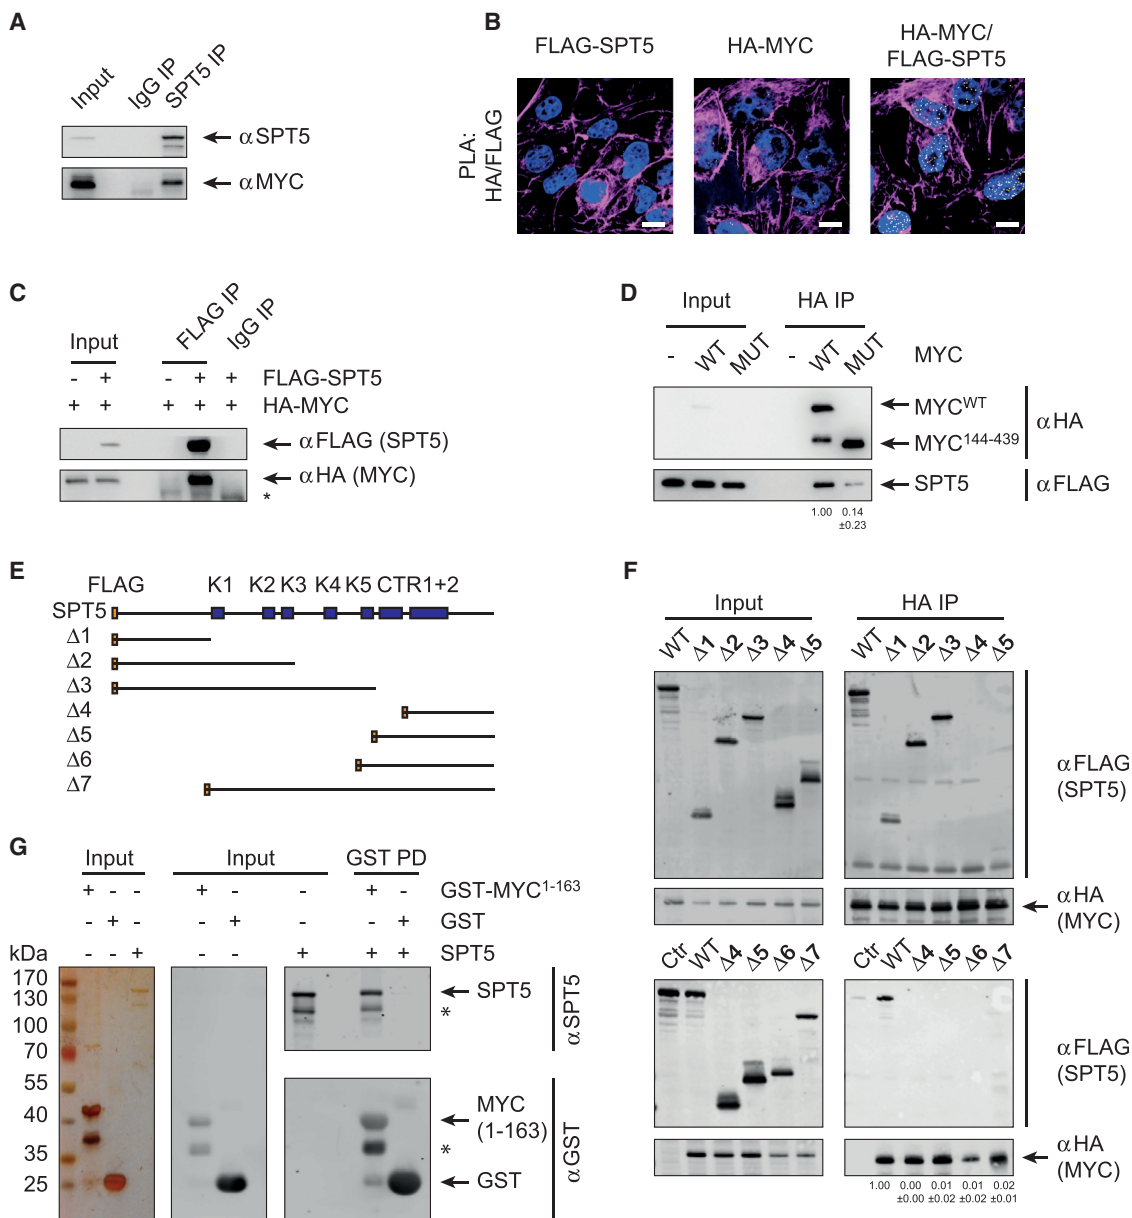 A
Input
IgG IP
SPT5 IP
αSPT5
αMYC
B
FLAG-SPT5
HA-MYC
HA-MYC/
FLAG-SPT5
PLA:
HA/FLAG
C
Input
FLAG IP
IgG IP
- + - + + FLAG-SPT5
+ + + + + HA-MYC
αFLAG (SPT5)
αHA (MYC)
*
D
Input HA IP
- WT MUT - WT MUT MYC
MYC^WT
MYC^144-439
αHA
SPT5
αFLAG
1.00 0.14
±0.23
E
FLAG K1 K2 K3 K4 K5 CTR1+2
SPT5
Δ1
Δ2
Δ3
Δ4
Δ5
Δ6
Δ7
F
Input HA IP
WT Δ1 Δ2 Δ3 Δ4 Δ5 WT Δ1 Δ2 Δ3 Δ4 Δ5
αFLAG
(SPT5)
αHA
(MYC)
Ctr WT Δ4 Δ5 Δ6 Δ7 Ctr WT Δ4 Δ5 Δ6 Δ7
αFLAG
(SPT5)
αHA
(MYC)
1.00 0.00 0.01 0.01 0.02
±0.00 ±0.02 ±0.02 ±0.01
G
Input Input GST PD
+ - - + - - + - GST-MYC^1-163
- + - - + - - + GST
- - + - - + + + SPT5
kDa
170
130
100
70
55
40
35
25
SPT5
*
αSPT5
MYC
(1-163)
*
GST
αGST